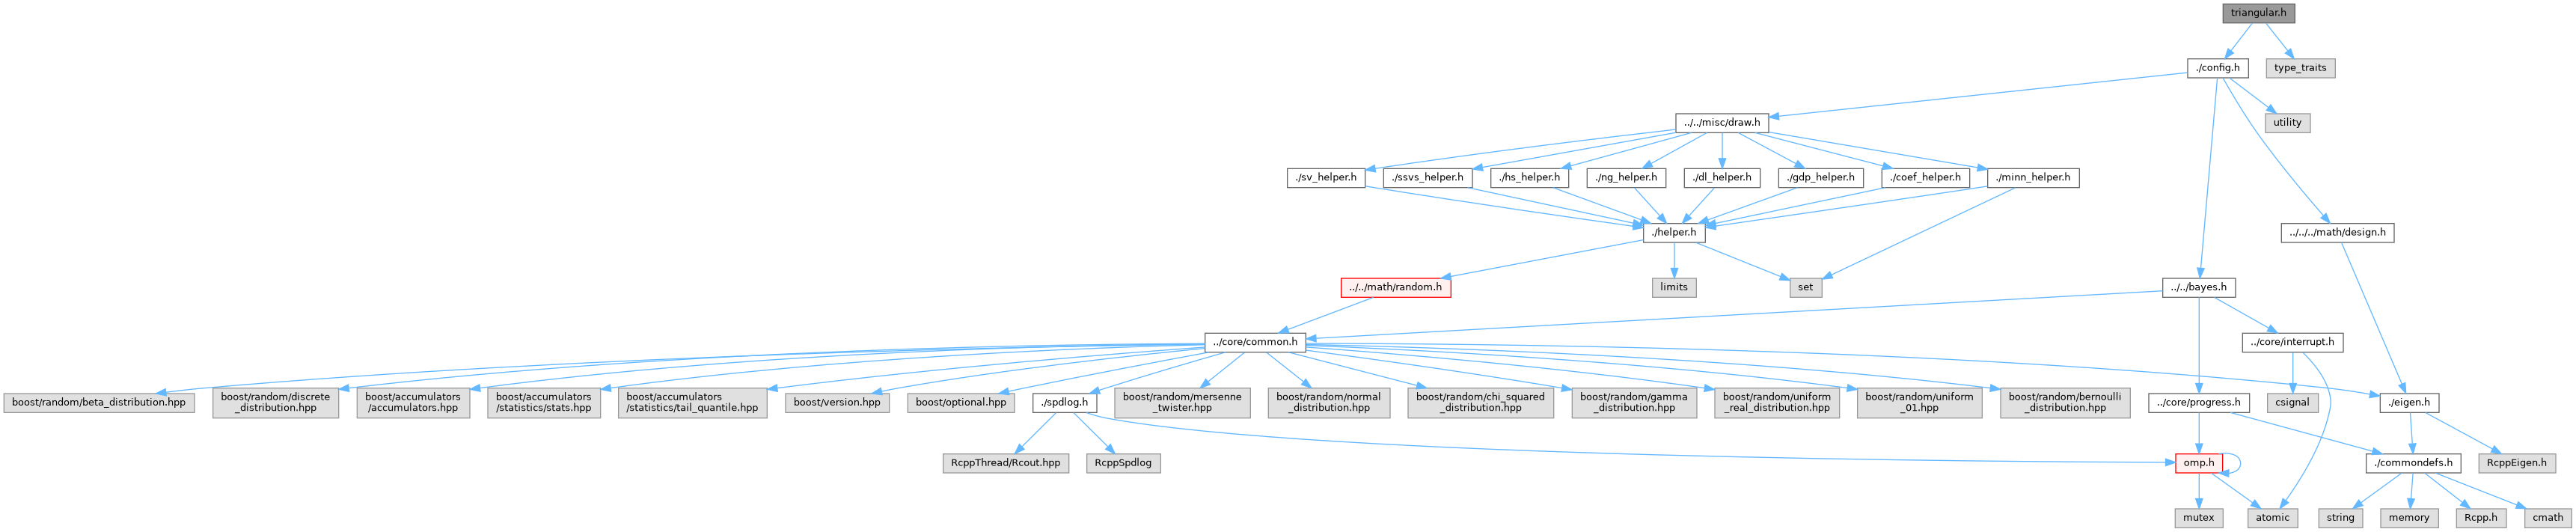 triangular.h
./config.h
type_traits
../../misc/draw.h
utility
./sv_helper.h
./ssvs_helper.h
./hs_helper.h
./ng_helper.h
./dl_helper.h
./gdp_helper.h
./coef_helper.h
./minn_helper.h
./helper.h
../../../math/design.h
../../math/random.h
limits
set
../../bayes.h
../core/common.h
../core/interrupt.h
boost/random/beta_distribution.hpp
boost/random/discrete
_distribution.hpp
boost/accumulators
/accumulators.hpp
boost/accumulators
/statistics/stats.hpp
boost/accumulators
/statistics/tail_quantile.hpp
boost/version.hpp
boost/optional.hpp
./spdlog.h
boost/random/mersenne
_twister.hpp
boost/random/normal
_distribution.hpp
boost/random/chi_squared
_distribution.hpp
boost/random/gamma
_distribution.hpp
boost/random/uniform
_real_distribution.hpp
boost/random/uniform
_01.hpp
boost/random/bernoulli
_distribution.hpp
../core/progress.h
csignal
./eigen.h
RcppThread/Rcout.hpp
RcppSpdlog
omp.h
./commondefs.h
RcppEigen.h
mutex
atomic
string
memory
Rcpp.h
cmath